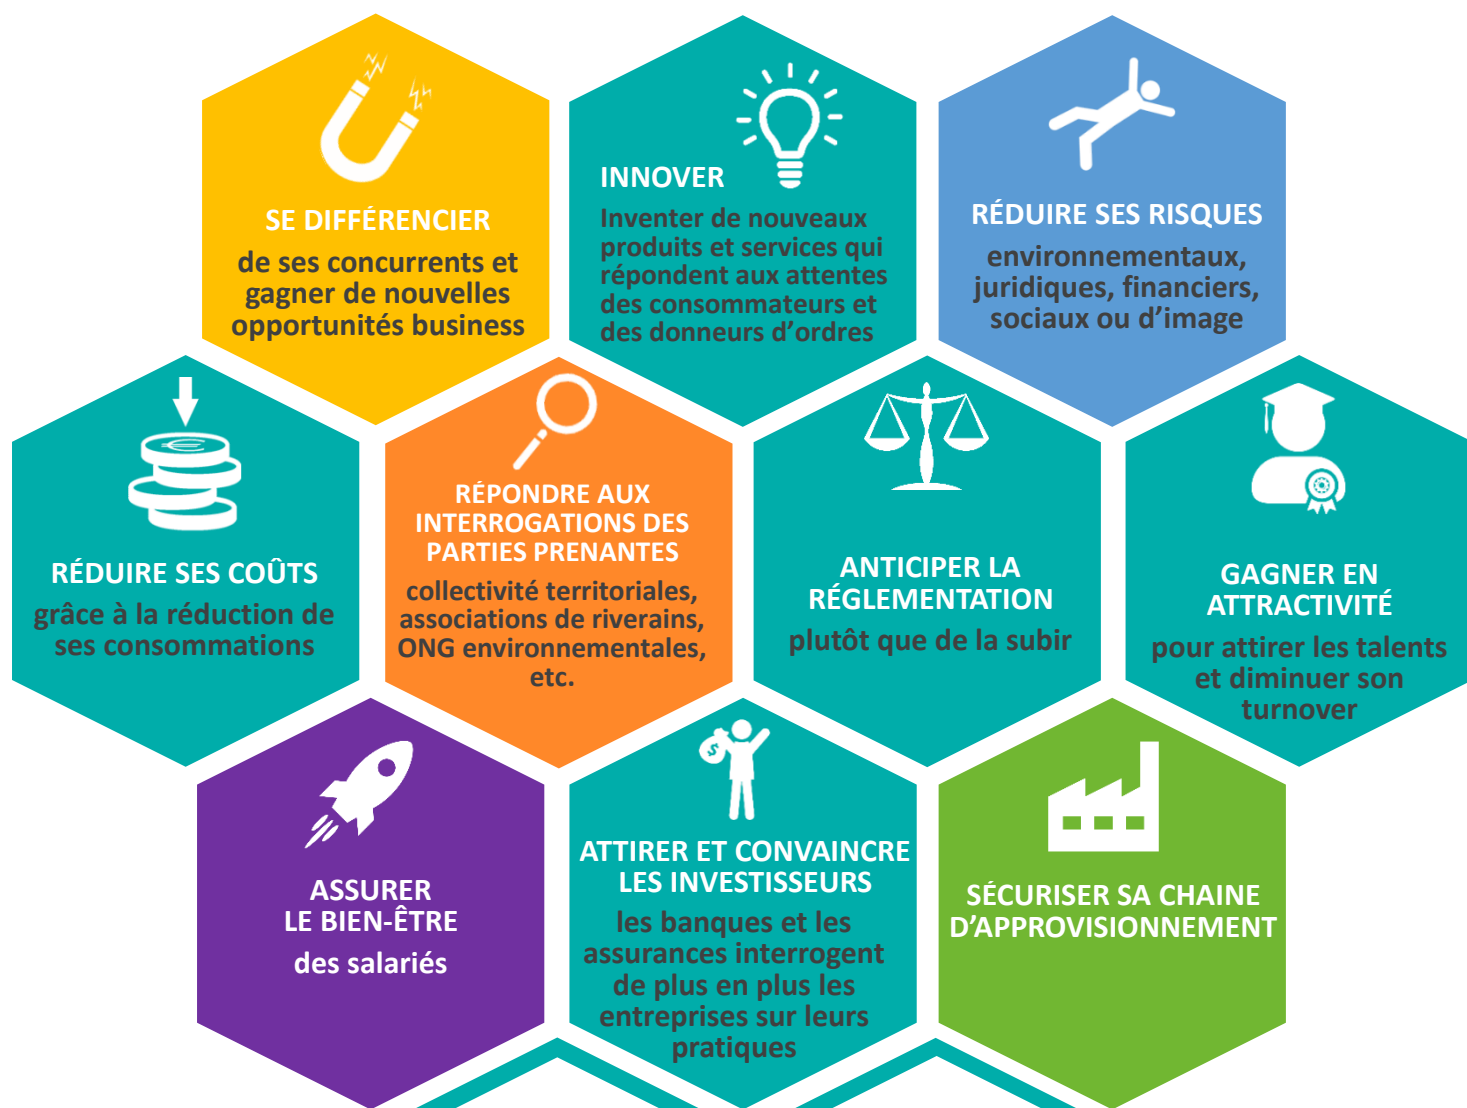 SE DIFFÉRENCIER
de ses concurrents et
gagner de nouvelles
opportunités business
INNOVER
Inventer de nouveaux
produits et services qui
répondent aux attentes
des consommateurs et
des donneurs d’ordres
RÉDUIRE SES RISQUES
environnementaux,
juridiques, financiers,
sociaux ou d’image
€
RÉDUIRE SES COÛTS
grâce à la réduction de
ses consommations
RÉPONDRE AUX
INTERROGATIONS DES
PARTIES PRENANTES
collectivité territoriales,
associations de riverains,
ONG environnementales,
etc.
ANTICIPER LA
RÉGLEMENTATION
plutôt que de la subir
GAGNER EN
ATTRACTIVITÉ
pour attirer les talents
et diminuer son
turnover
ASSURER
LE BIEN-ÊTRE
des salariés
$
ATTIRER ET CONVAINCRE
LES INVESTISSEURS
les banques et les
assurances interrogent
de plus en plus les
entreprises sur leurs
pratiques
SÉCURISER SA CHAINE
D’APPROVISIONNEMENT